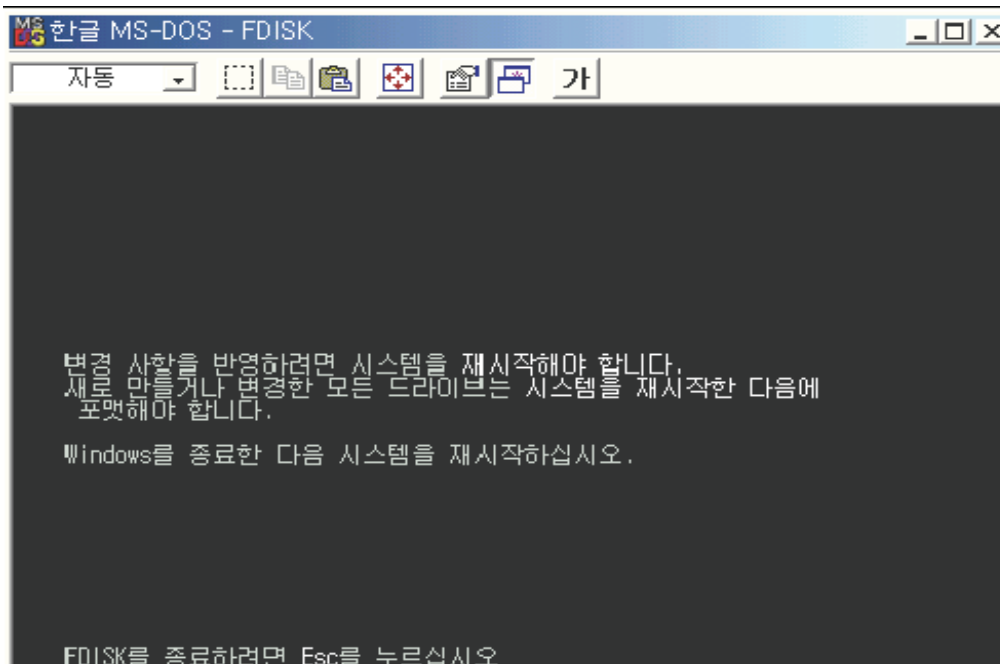 한글 MS-DOS - FDISK
자동
가
변경 사항을 반영하려면 시스템을 재시작해야 합니다.
새로 만들거나 변경한 모든 드라이브는 시스템을 재시작한 다음에
포맷해야 합니다.
Windows를 종료한 다음 시스템을 재시작하십시오.
FDISK를 종료하려면 Esc를 누르십시오